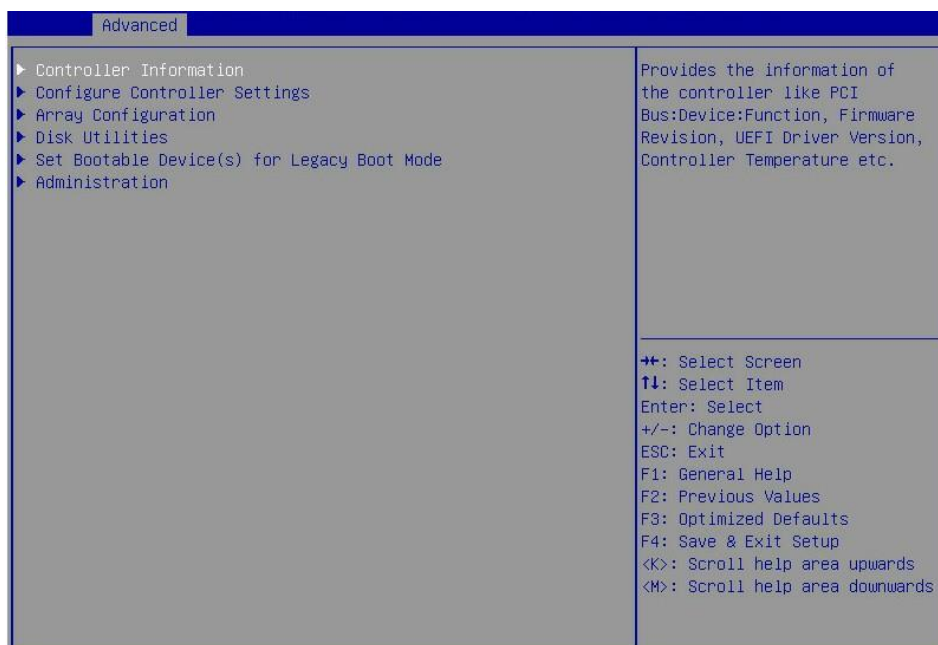 Advanced
Controller Information
Configure Controller Settings
Array Configuration
Disk Utilities
Set Bootable Device(s) for Legacy Boot Mode
Administration
Provides the information of
the controller like PCI
Bus:Device:Function, Firmware
Revision, UEFI Driver Version,
Controller Temperature etc.
→←: Select Screen
↑↓: Select Item
Enter: Select
+/-: Change Option
ESC: Exit
F1: General Help
F2: Previous Values
F3: Optimized Defaults
F4: Save & Exit Setup
<K>: Scroll help area upwards
<M>: Scroll help area downwards